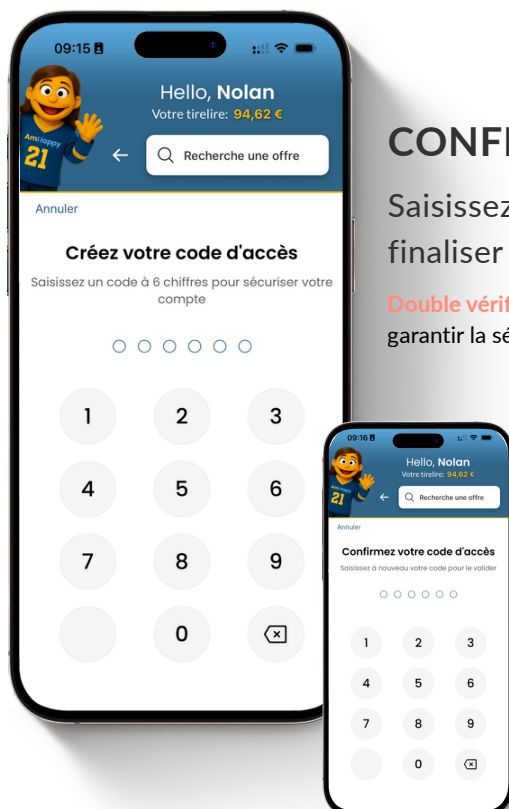 09:15
Hello, Nolan
Votre tirelire: 94,62 €
AmHappy
21
Recherche une offre
Annuler
Créez votre code d'accès
Saisissez un code à 6 chiffres pour sécuriser votre
compte
1 2 3
4 5 6
7 8 9
0
CONF
Saisissez
finaliser
Double vérif
garantir la sé
09:16
Hello, Nolan
Votre tirelire: 94,62 €
21
Recherche une offre
Annuler
Confirmez votre code d'accès
Saisissez à nouveau votre code pour le valider
1 2 3
4 5 6
7 8 9
0